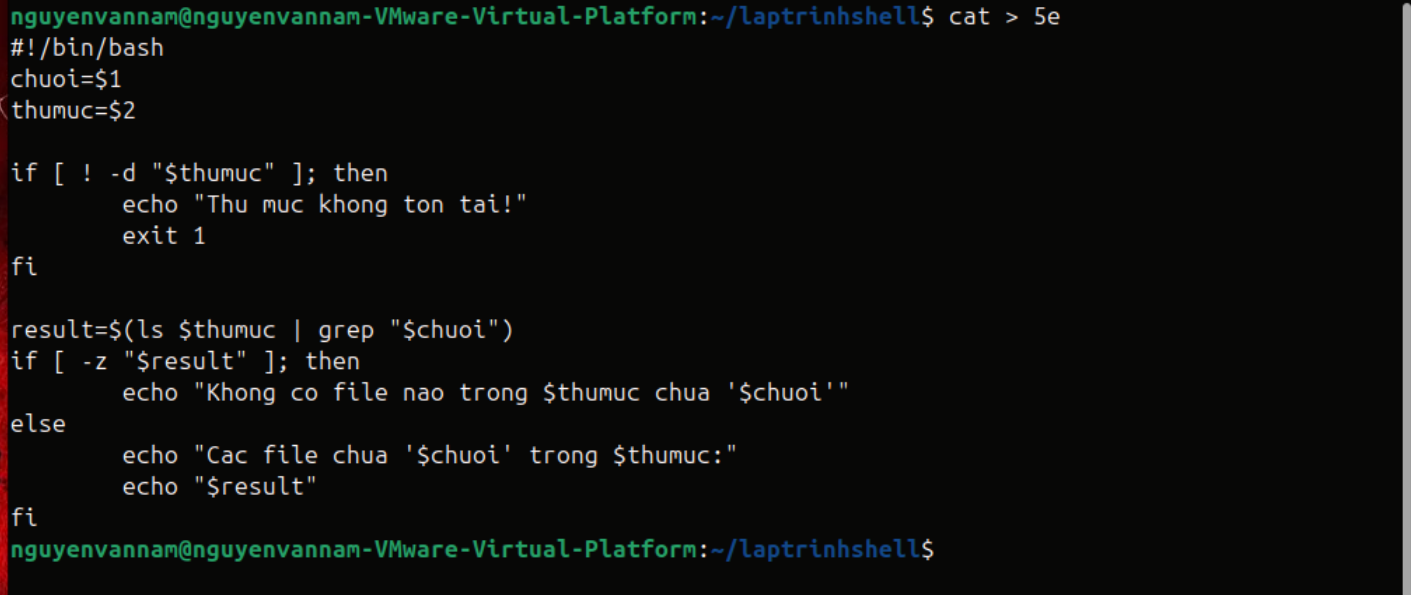 nguyenvannam@nguyenvannam-VMware-Virtual-Platform:~/laptrinhshell$ cat > 5e
#!/bin/bash
chuoi=$1
thumuc=$2

if [ ! -d "$thumuc" ]; then
        echo "Thu muc khong ton tai!"
        exit 1
fi

result=$(ls $thumuc | grep "$chuoi")
if [ -z "$result" ]; then
        echo "Khong co file nao trong $thumuc chua '$chuoi'"
else
        echo "Cac file chua '$chuoi' trong $thumuc:"
        echo "$result"
fi
nguyenvannam@nguyenvannam-VMware-Virtual-Platform:~/laptrinhshell$